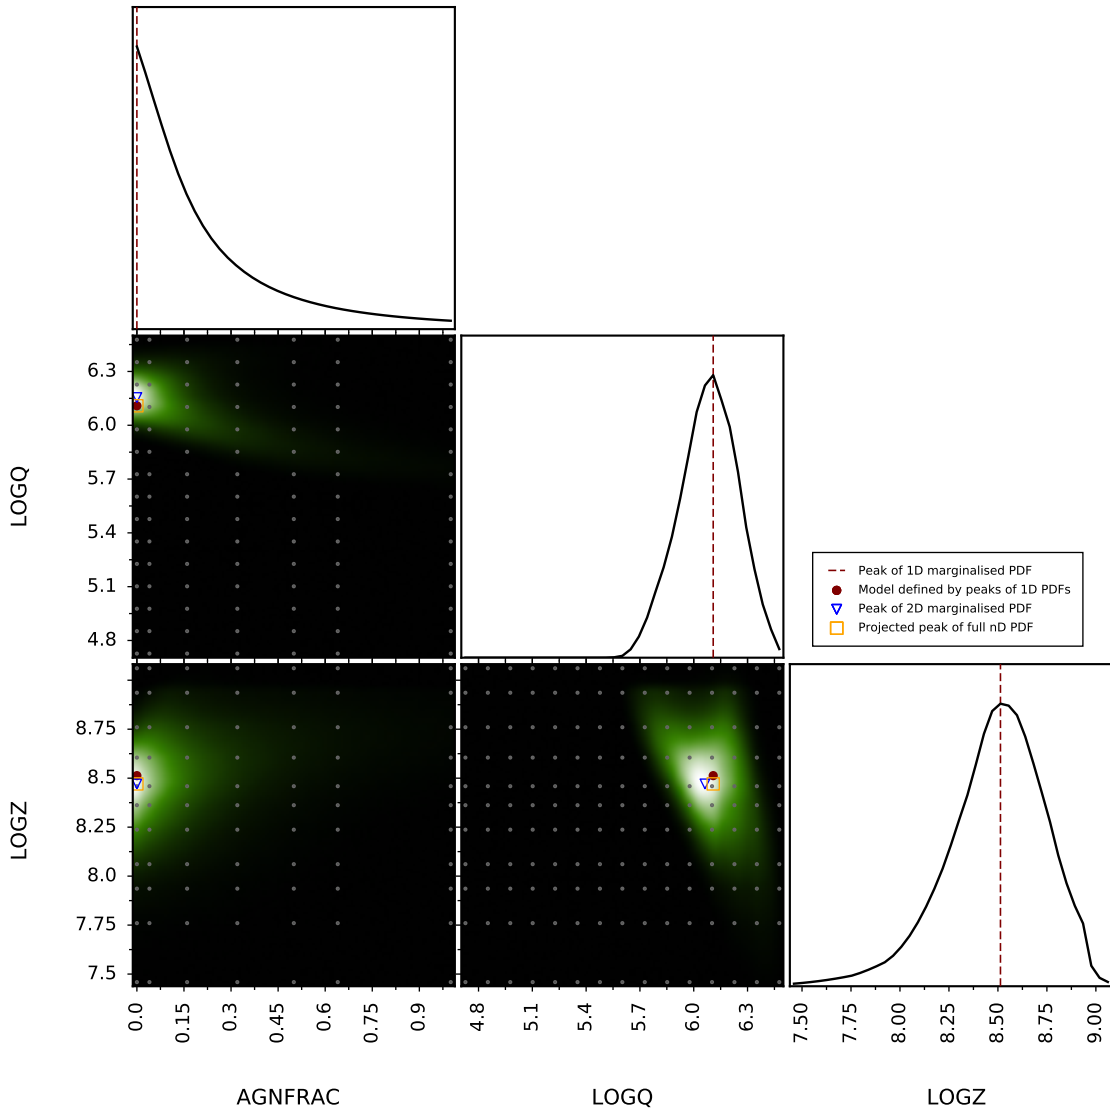 6.3
6.0
5.7
5.4
5.1
4.8
LOGQ
Peak of 1D marginalised PDF
Model defined by peaks of 1D PDFs
Peak of 2D marginalised PDF
Projected peak of full nD PDF
8.75
8.5
8.25
8.0
7.75
7.5
LOGZ
0.0 0.15 0.3 0.45 0.6 0.75 0.9
4.8 5.1 5.4 5.7 6.0 6.3
7.50 7.75 8.00 8.25 8.50 8.75 9.00
AGNFRAC LOGQ LOGZ